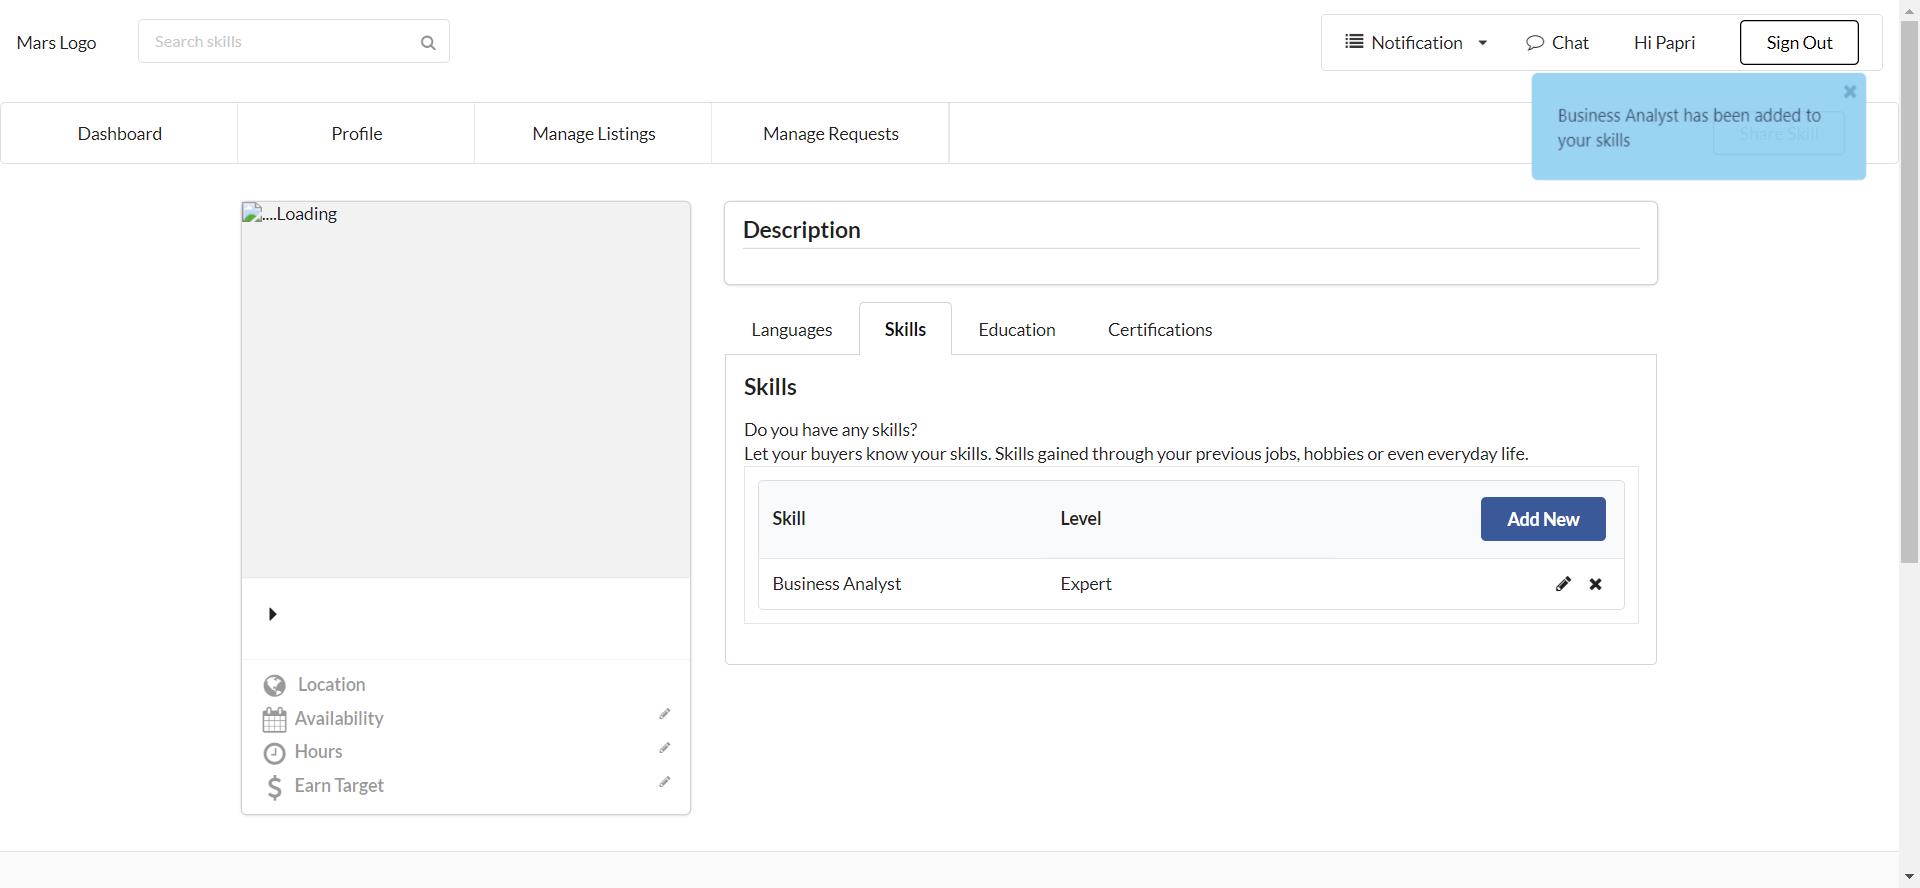 Mars Logo
Search skills
Notification
Chat
Hi Papri
Sign Out
Business Analyst has been added to
your skills
Dashboard
Profile
Manage Listings
Manage Requests
Share Skill
....Loading
Description
Languages
Skills
Education
Certifications
Skills
Do you have any skills?
Let your buyers know your skills. Skills gained through your previous jobs, hobbies or even everyday life.
Skill
Level
Add New
Business Analyst
Expert
Location
Availability
Hours
Earn Target